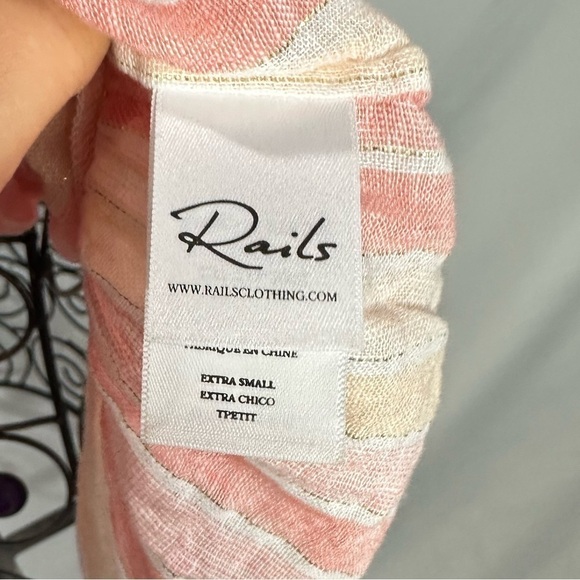 Rails
WWW.RAILSCLOTHING.COM
FABRIQUE EN CHINE
EXTRA SMALL
EXTRA CHICO
TPETIT